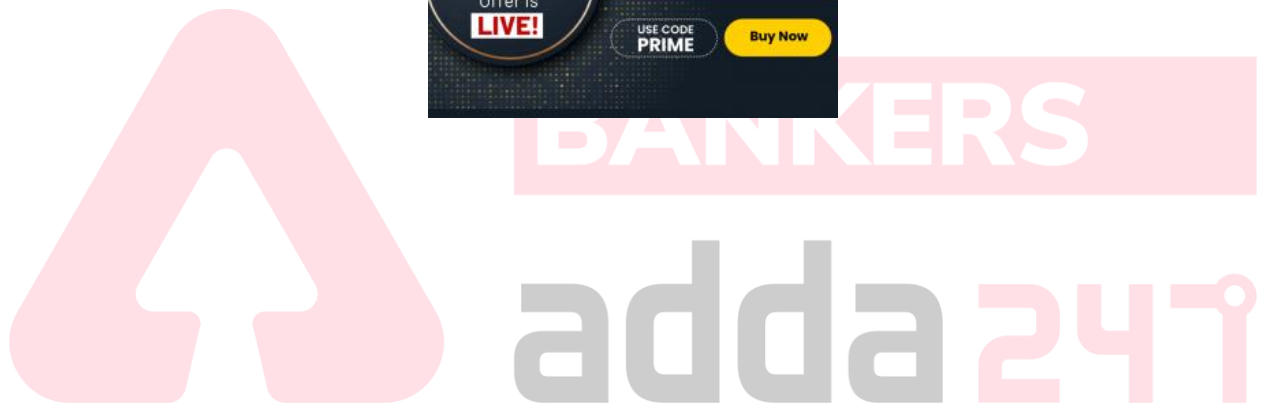 Offer is
LIVE!
USE CODE
PRIME
Buy Now
BANKERS
adda 247